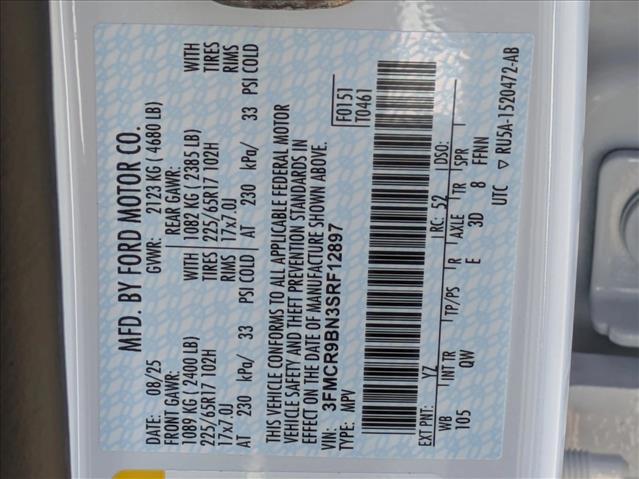 MFD. BY FORD MOTOR CO.
DATE: 08/25 GVWR: 2123 KG ( 4680 LB)
FRONT GAWR: REAR GAWR:
1089 KG ( 2400 LB) WITH 1082 KG ( 2385 LB) WITH
225/65R17 102H TIRES 225/65R17 102H TIRES
17x7.0J RIMS 17x7.0J RIMS
AT 230 kPa/ 33 PSI COLD AT 230 kPa/ 33 PSI COLD
THIS VEHICLE CONFORMS TO ALL APPLICABLE FEDERAL MOTOR
VEHICLE SAFETY AND THEFT PREVENTION STANDARDS IN
EFFECT ON THE DATE OF MANUFACTURE SHOWN ABOVE.
VIN: 3FMCR9BN3SRF12897
TYPE: MPV
F0151
T0461
EXT PNT: YZ RC: 52 DSO:
WB INT TR TP/PS R AXLE TR SPR
105 QW E 3D 8 FFNN
UTC ▽ RU5A-1520472-AB